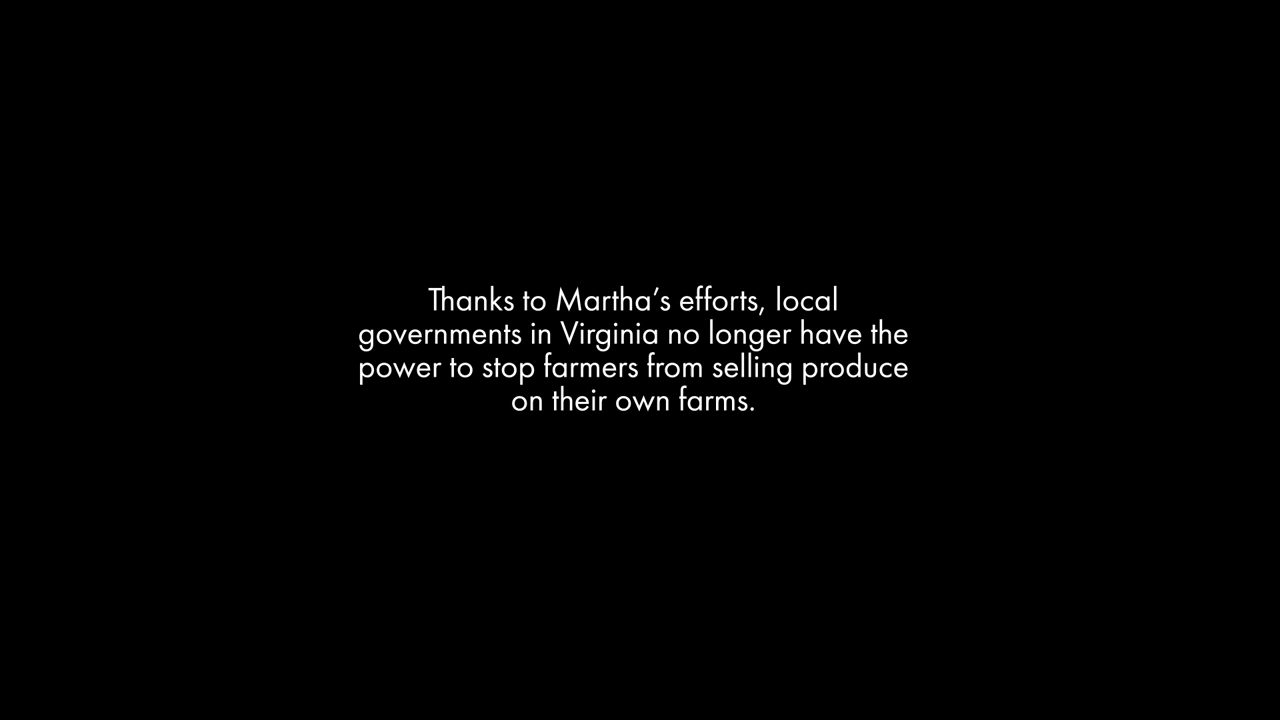 Thanks to Martha’s efforts, local
governments in Virginia no longer have the
power to stop farmers from selling produce
on their own farms.